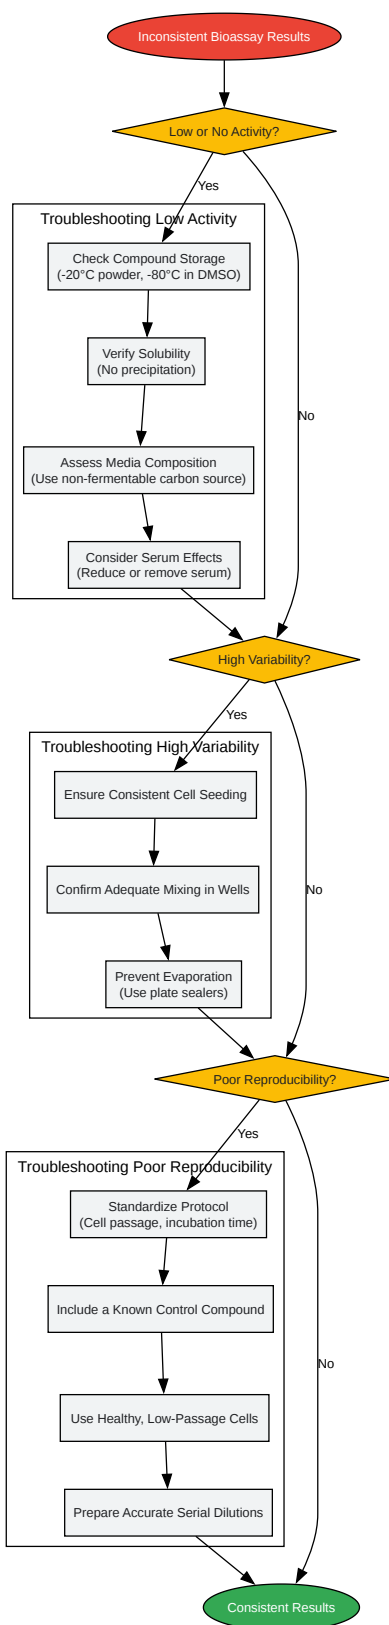 Inconsistent Bioassay Results
Low or No Activity?
Yes
Troubleshooting Low Activity
Check Compound Storage
(-20°C powder, -80°C in DMSO)
Verify Solubility
(No precipitation)
No
Assess Media Composition
(Use non-fermentable carbon source)
Consider Serum Effects
(Reduce or remove serum)
High Variability?
Yes
Troubleshooting High Variability
Ensure Consistent Cell Seeding
Confirm Adequate Mixing in Wells
No
Prevent Evaporation
(Use plate sealers)
Poor Reproducibility?
Yes
Troubleshooting Poor Reproducibility
Standardize Protocol
(Cell passage, incubation time)
Include a Known Control Compound
No
Use Healthy, Low-Passage Cells
Prepare Accurate Serial Dilutions
Consistent Results